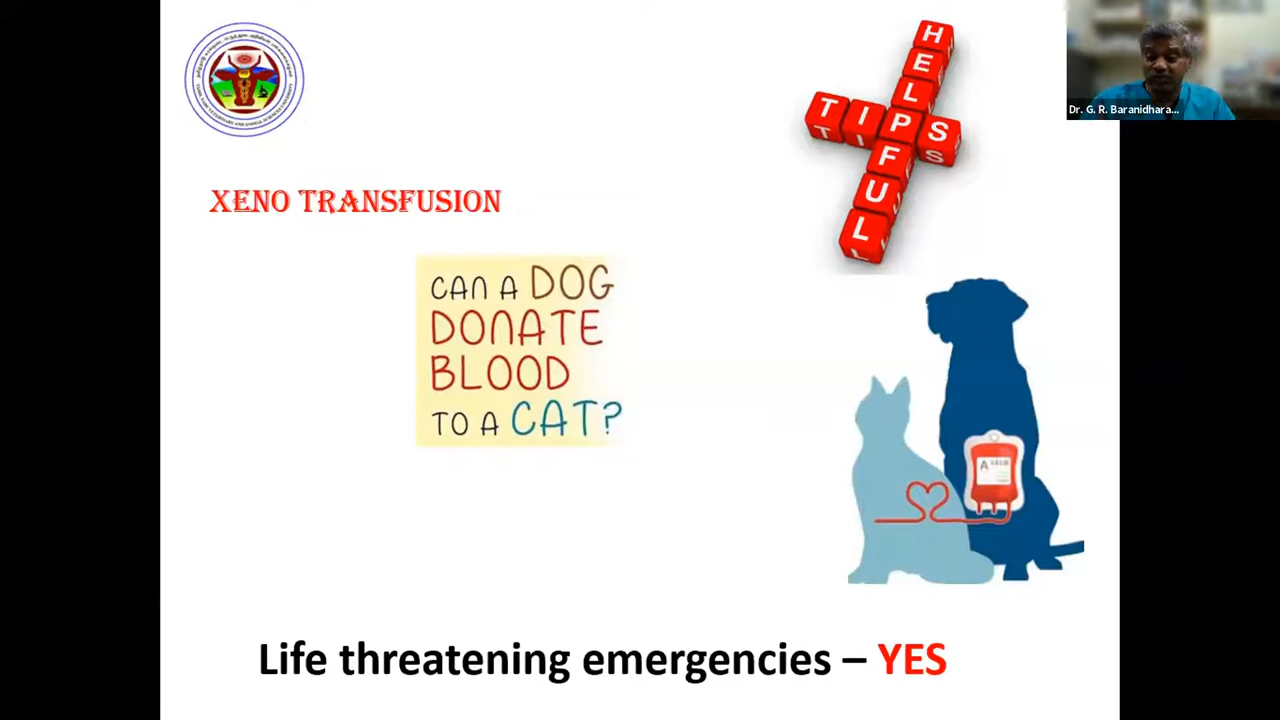 HELPFUL
TIPS
Dr. G. R. Baranidhara...
XENO TRANSFUSION
CAN A DOG
DONATE
BLOOD
TO A CAT?
A
Life threatening emergencies – YES